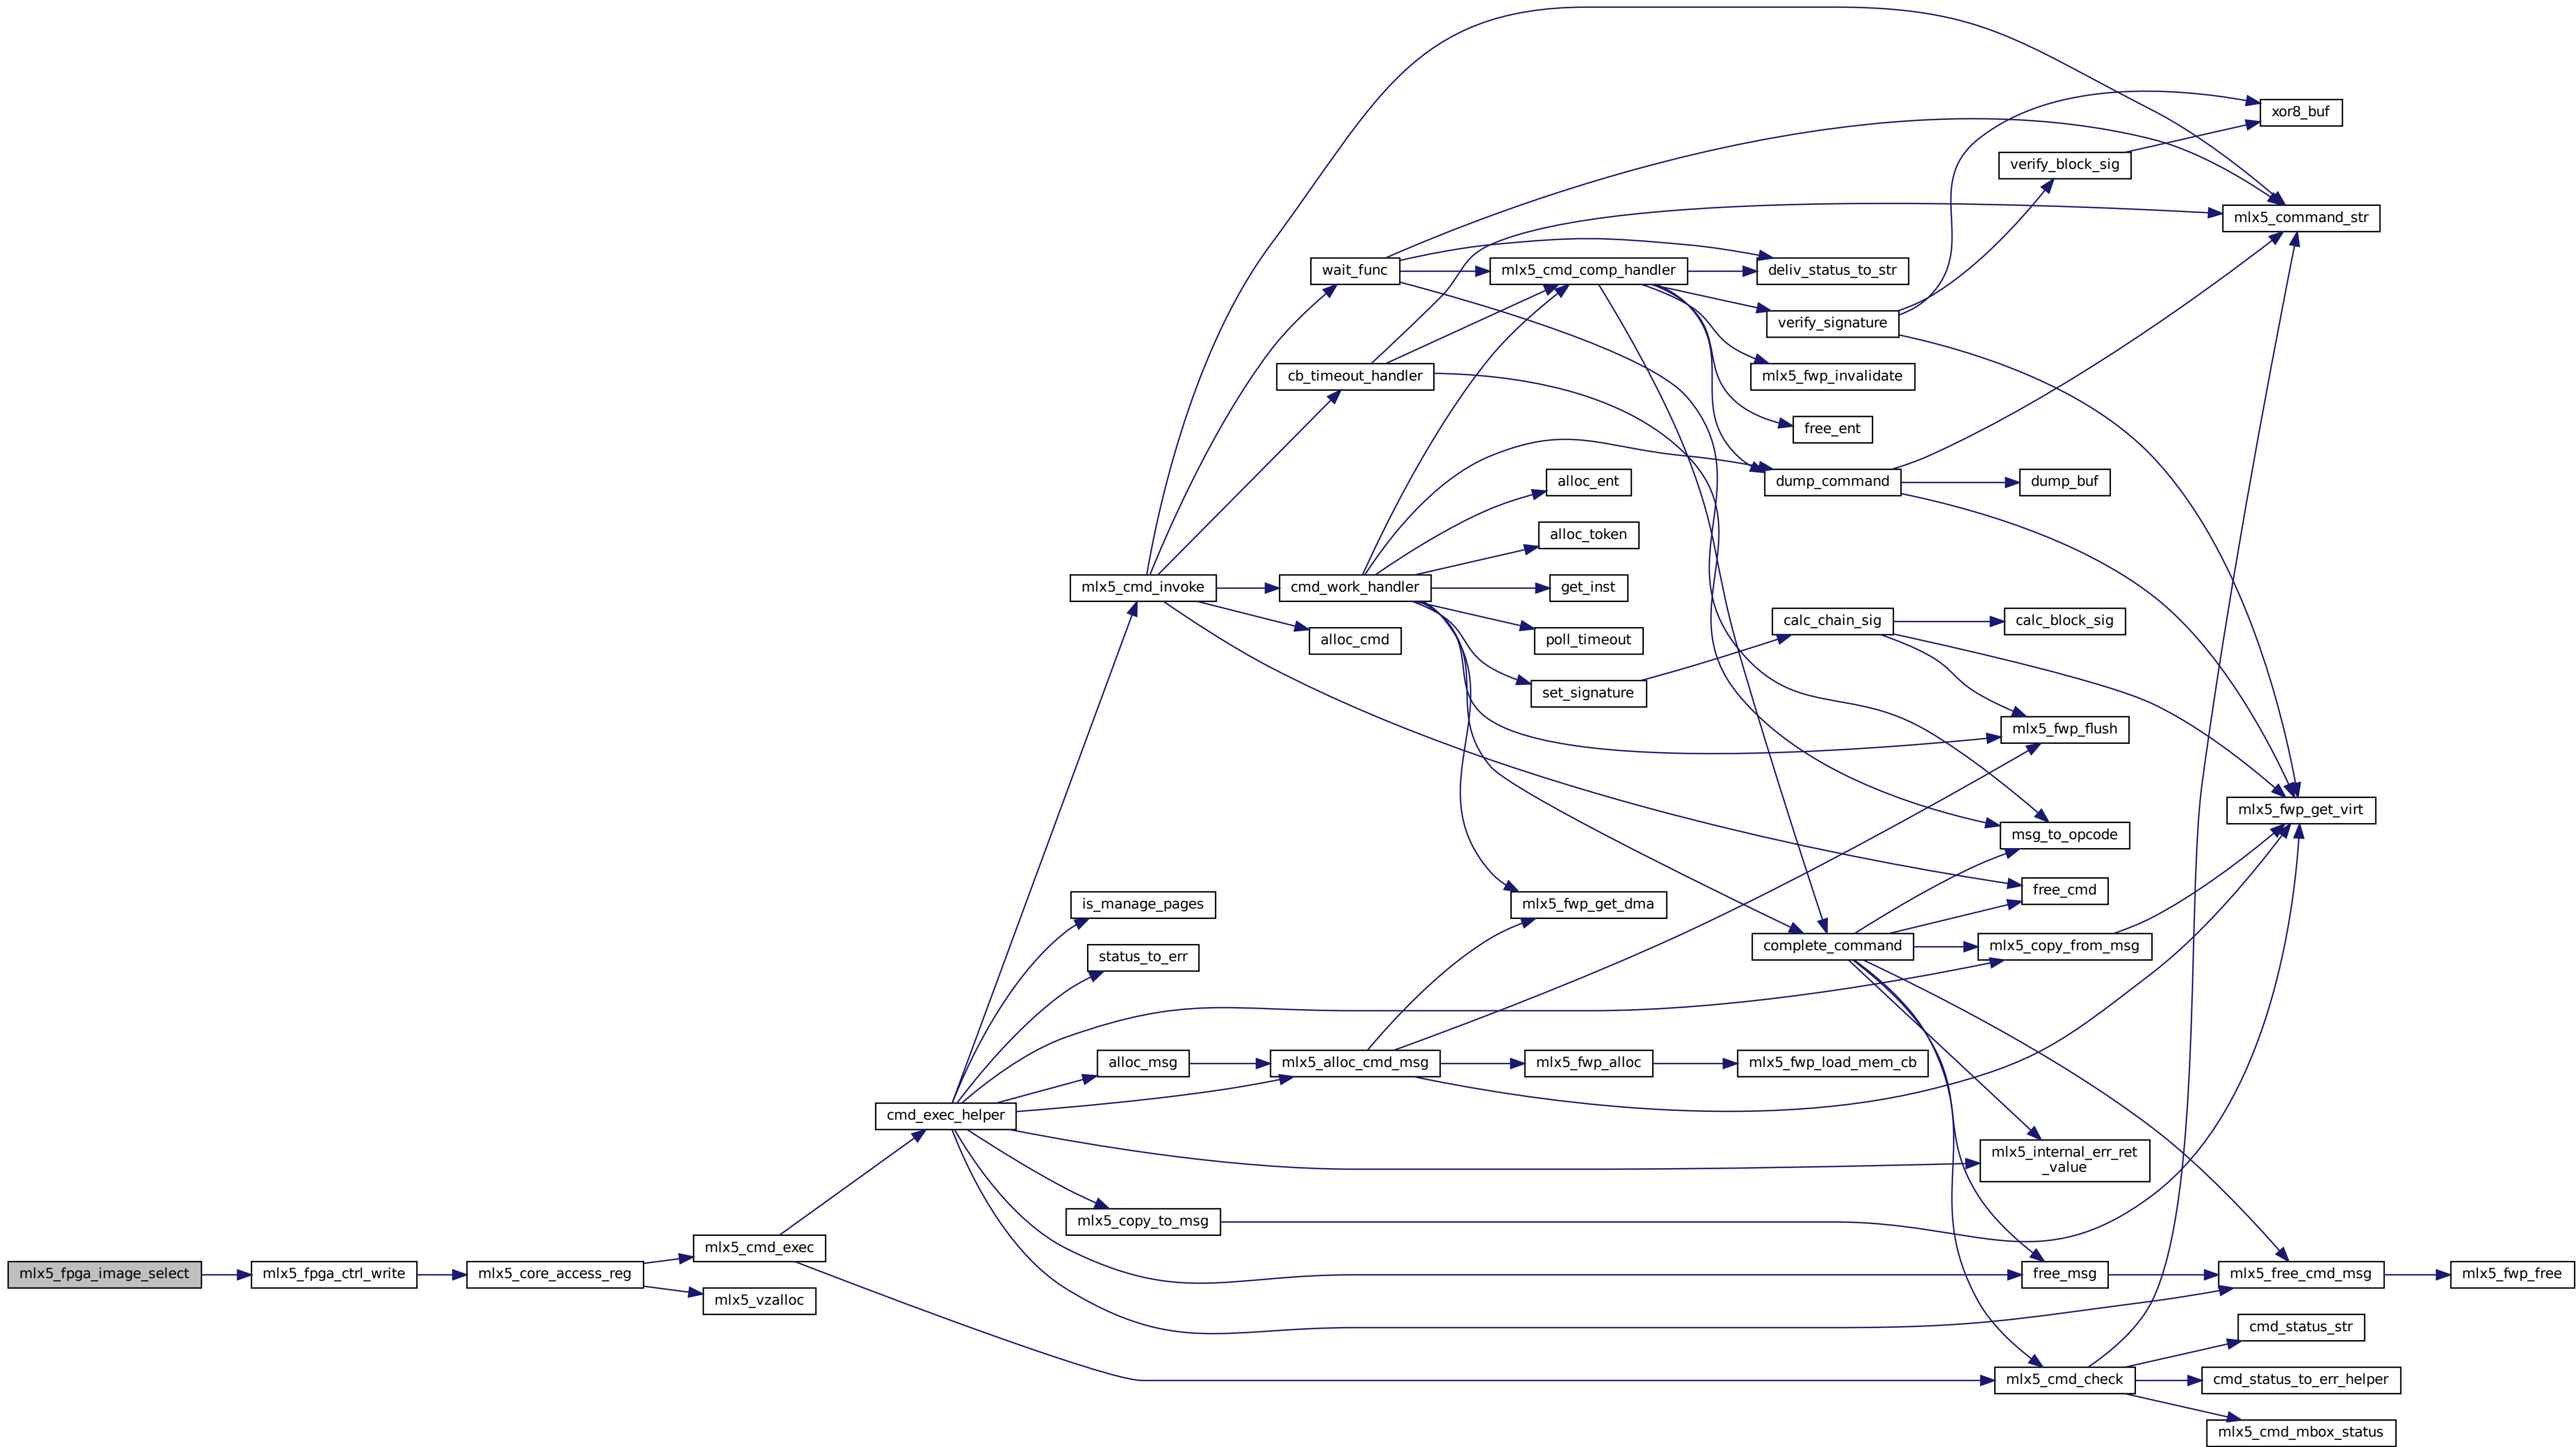 xor8_buf
verify_block_sig
mlx5_command_str
wait_func
mlx5_cmd_comp_handler
deliv_status_to_str
verify_signature
cb_timeout_handler
mlx5_fwp_invalidate
free_ent
alloc_ent
dump_command
dump_buf
alloc_token
mlx5_cmd_invoke
cmd_work_handler
get_inst
alloc_cmd
poll_timeout
calc_chain_sig
calc_block_sig
set_signature
mlx5_fwp_flush
mlx5_fwp_get_virt
msg_to_opcode
is_manage_pages
mlx5_fwp_get_dma
free_cmd
status_to_err
complete_command
mlx5_copy_from_msg
alloc_msg
mlx5_alloc_cmd_msg
mlx5_fwp_alloc
mlx5_fwp_load_mem_cb
cmd_exec_helper
mlx5_internal_err_ret
_value
mlx5_copy_to_msg
mlx5_cmd_exec
mlx5_fpga_image_select
mlx5_fpga_ctrl_write
mlx5_core_access_reg
free_msg
mlx5_free_cmd_msg
mlx5_fwp_free
mlx5_vzalloc
cmd_status_str
mlx5_cmd_check
cmd_status_to_err_helper
mlx5_cmd_mbox_status